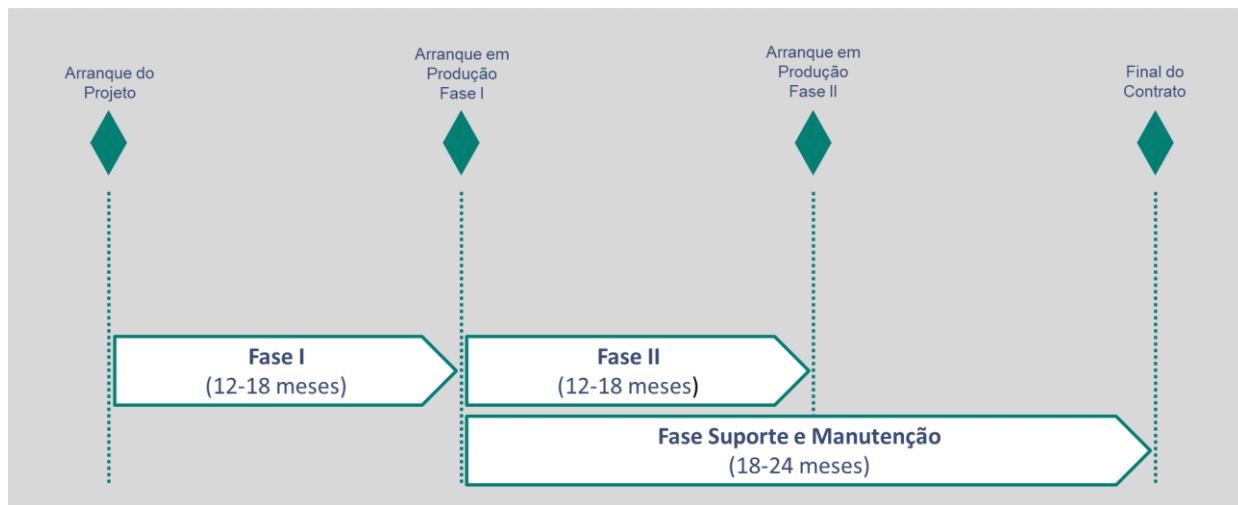 Arranque do
Projeto
Arranque em
Produção
Fase I
Arranque em
Produção
Fase II
Final do
Contrato
Fase I
(12-18 meses)
Fase II
(12-18 meses)
Fase Suporte e Manutenção
(18-24 meses)